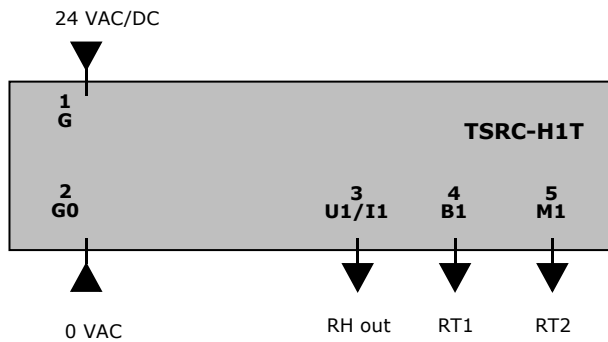 24 VAC/DC
1
G
TSRC-H1T
2
G0
3
U1/I1
4
B1
5
M1
0 VAC
RH out
RT1
RT2